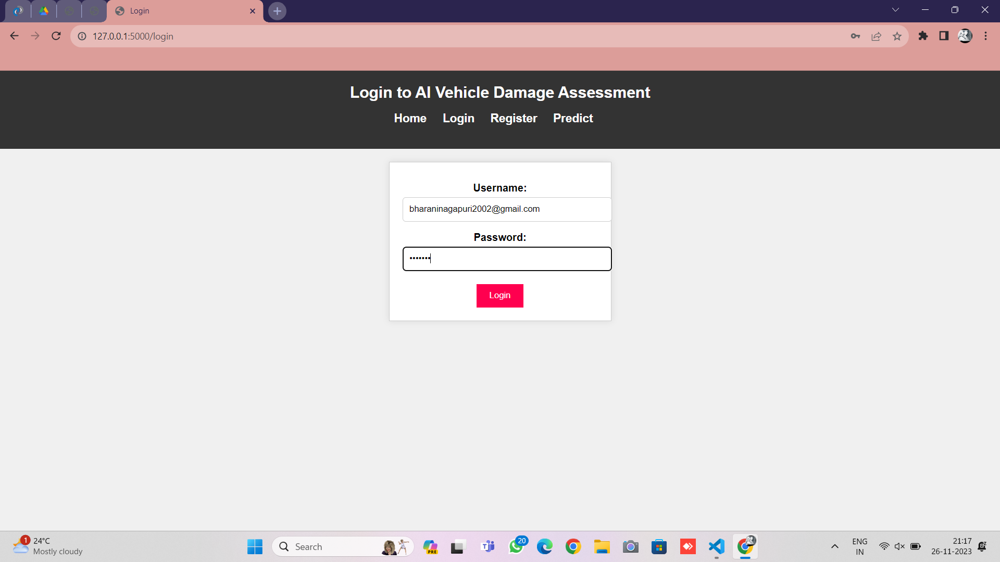 Login
127.0.0.1:5000/login
Login to AI Vehicle Damage Assessment
Home Login Register Predict
Username:
bharaninagapuri2002@gmail.com
Password:
•••••••
Login
1
24°C
Mostly cloudy
Search
PRE
20
ENG
IN
21:17
26-11-2023